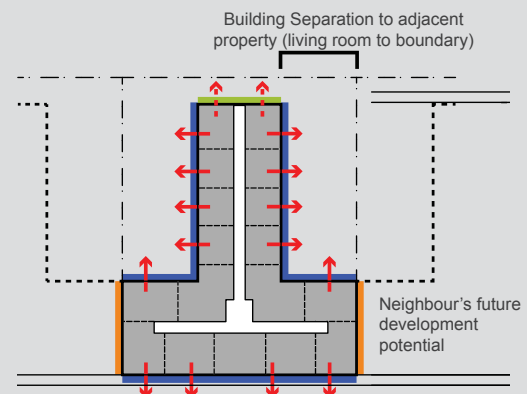 Building Separation to adjacent
property (living room to boundary)
Neighbour's future
development
potential